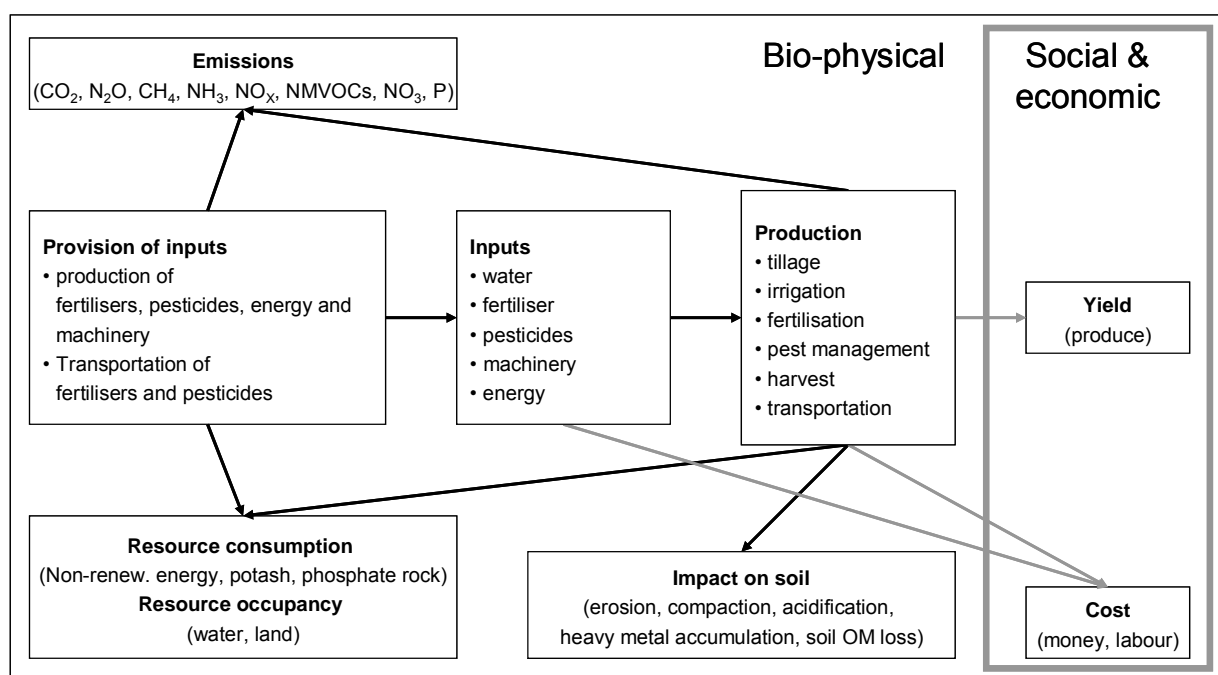 Bio-physical
Social &
economic
Emissions
(CO₂, N₂O, CH₄, NH₃, NOₓ, NMVOCs, NO₃, P)
Provision of inputs
• production of
fertilisers, pesticides, energy and
machinery
• Transportation of
fertilisers and pesticides
Inputs
• water
• fertiliser
• pesticides
• machinery
• energy
Production
• tillage
• irrigation
• fertilisation
• pest management
• harvest
• transportation
Yield
(produce)
Resource consumption
(Non-renew. energy, potash, phosphate rock)
Resource occupancy
(water, land)
Impact on soil
(erosion, compaction, acidification,
heavy metal accumulation, soil OM loss)
Cost
(money, labour)